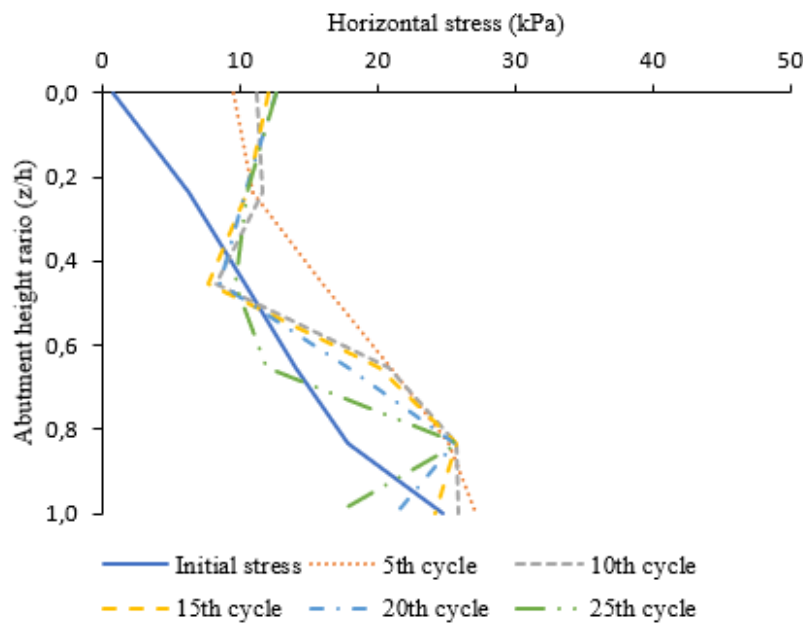 Horizontal stress (kPa)
0 10 20 30 40 50
0,0
0,2
0,4
0,6
0,8
1,0
Abutment height rario (z/h)
Initial stress 5th cycle 10th cycle
15th cycle 20th cycle 25th cycle